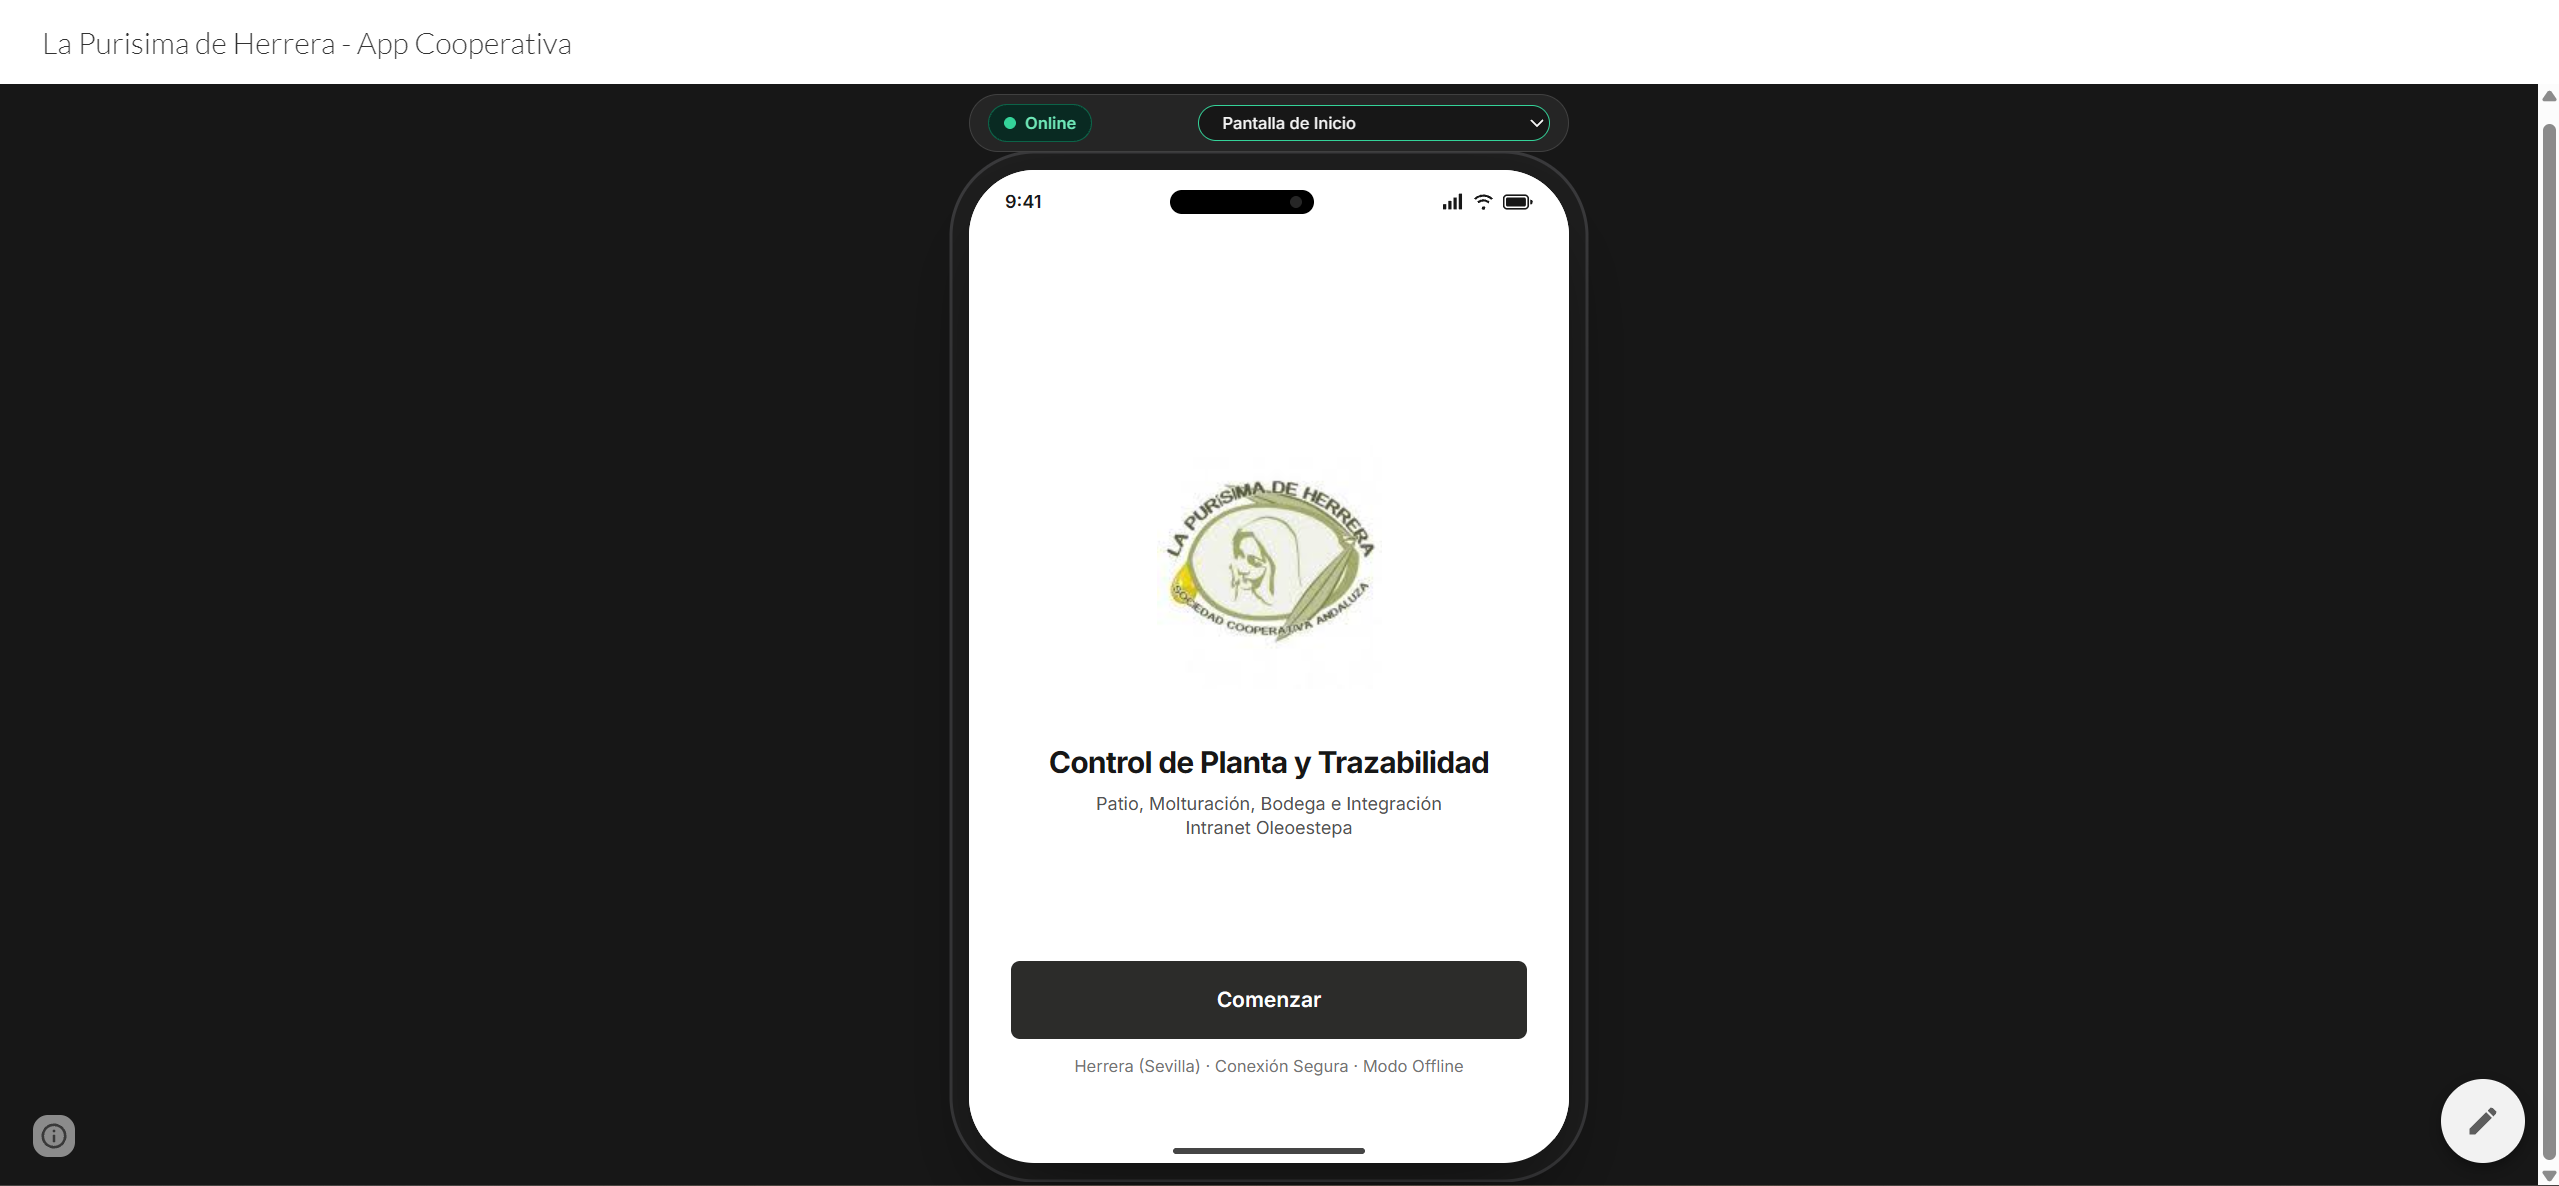 La Purisima de Herrera - App Cooperativa
Online
Pantalla de Inicio
9:41
LA PURÍSIMA DE HERRERA
SOCIEDAD COOPERATIVA ANDALUZA
Control de Planta y Trazabilidad
Patio, Molturación, Bodega e Integración
Intranet Oleoestepa
Comenzar
Herrera (Sevilla) · Conexión Segura · Modo Offline